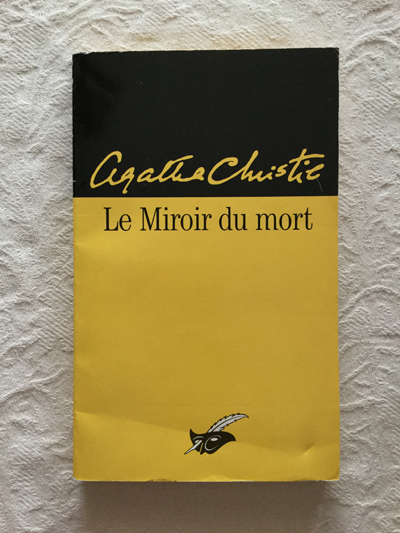 Agatha Christie
Le Miroir du mort